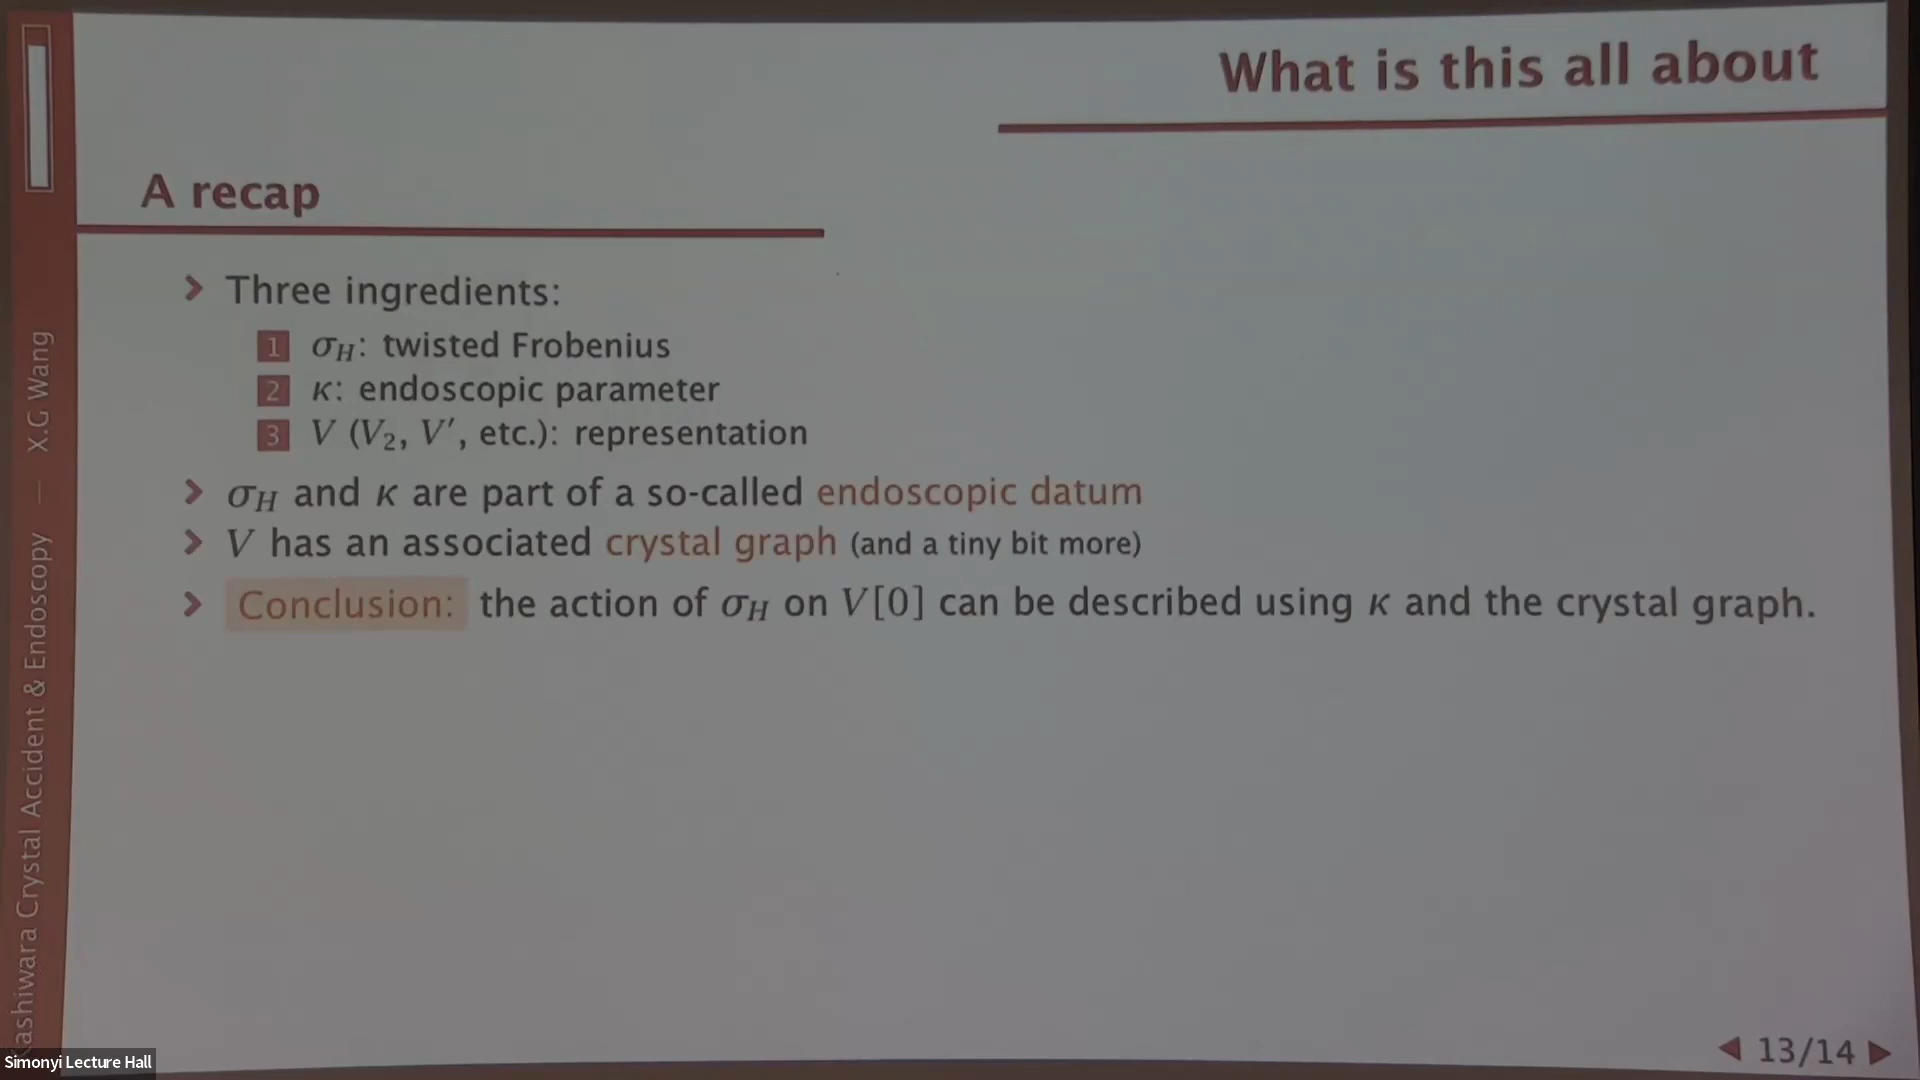 What is this all about
A recap
Three ingredients:
1 σ_H: twisted Frobenius
2 κ: endoscopic parameter
3 V (V₂, V′, etc.): representation
σ_H and κ are part of a so-called endoscopic datum
V has an associated crystal graph (and a tiny bit more)
Conclusion: the action of σ_H on V[0] can be described using κ and the crystal graph.
ashiwara Crystal Accident & Endoscopy — X.G Wang
13/14
Simonyi Lecture Hall